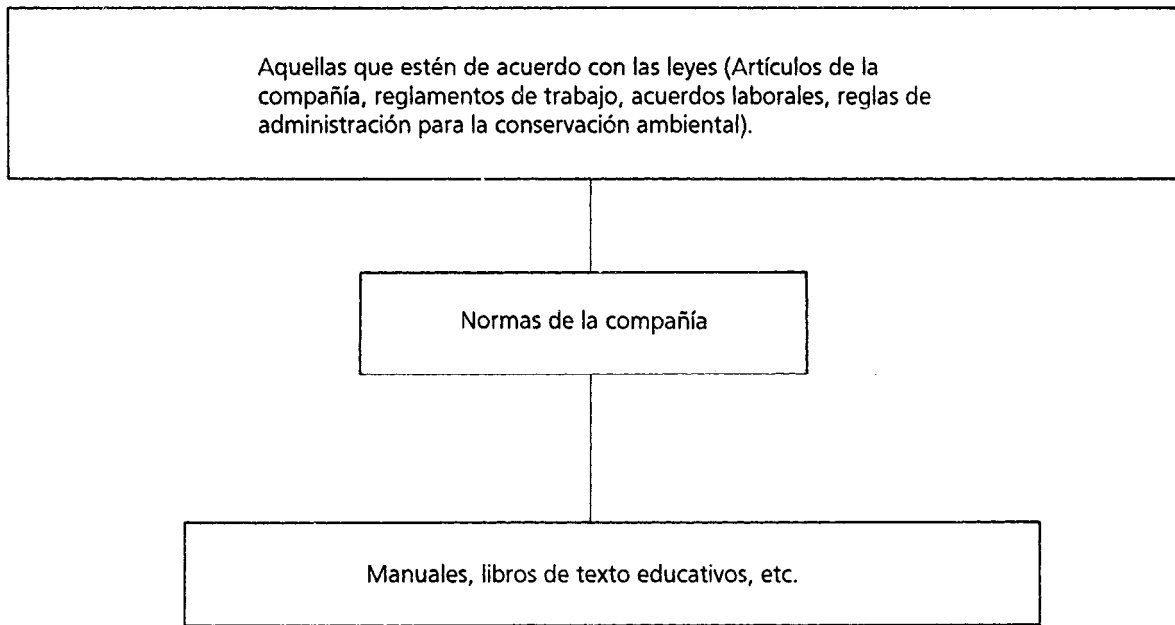 Aquellas que estén de acuerdo con las leyes (Artículos de la
compañía, reglamentos de trabajo, acuerdos laborales, reglas de
administración para la conservación ambiental).
Normas de la compañía
Manuales, libros de texto educativos, etc.